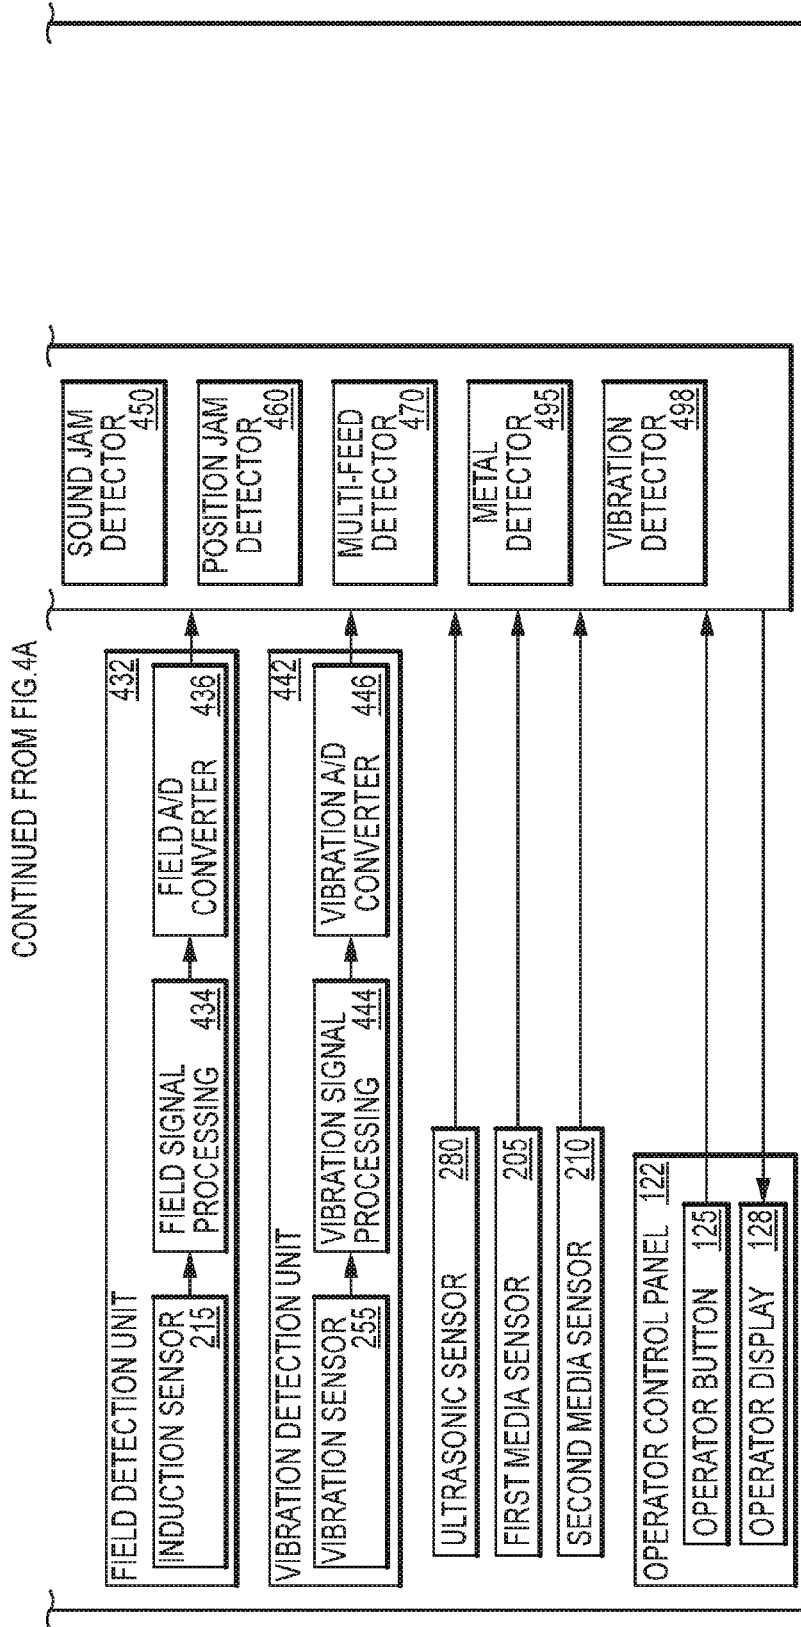 CONTINUED FROM FIG.4A
FIELD DETECTION UNIT
432
INDUCTION SENSOR
215
FIELD SIGNAL
PROCESSING
434
FIELD A/D
CONVERTER
436
VIBRATION DETECTION UNIT
442
VIBRATION SENSOR
255
VIBRATION SIGNAL
PROCESSING
444
VIBRATION A/D
CONVERTER
446
ULTRASONIC SENSOR 280
FIRST MEDIA SENSOR 205
SECOND MEDIA SENSOR 210
OPERATOR CONTROL PANEL 122
OPERATOR BUTTON 125
OPERATOR DISPLAY 128
SOUND JAM
DETECTOR
450
POSITION JAM
DETECTOR
460
MULTI-FEED
DETECTOR
470
METAL
DETECTOR
495
VIBRATION
DETECTOR
498